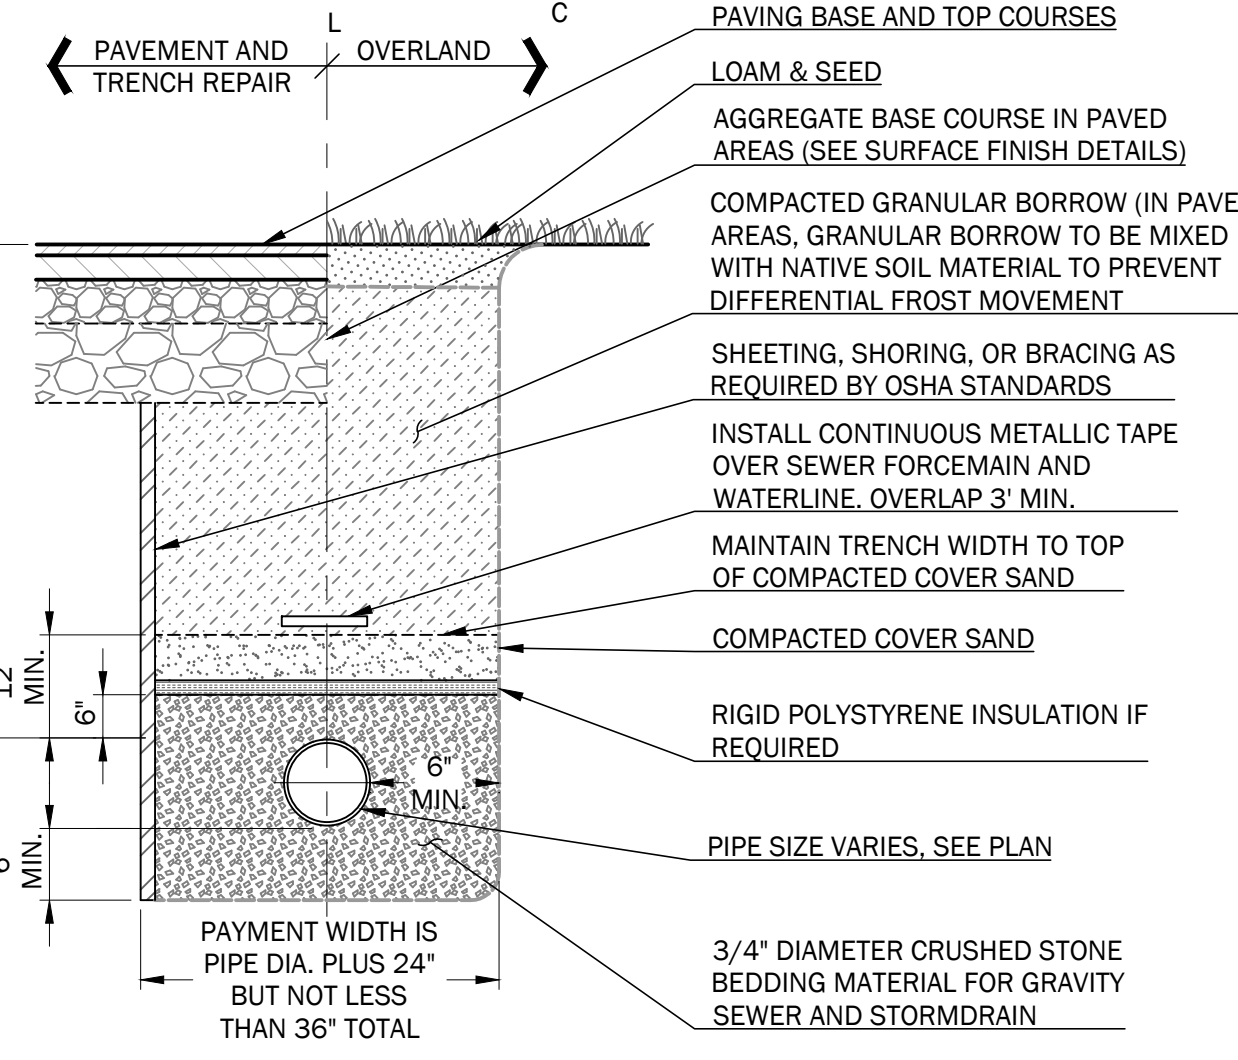 L
C
PAVEMENT AND
TRENCH REPAIR
OVERLAND
PAVING BASE AND TOP COURSES
LOAM & SEED
AGGREGATE BASE COURSE IN PAVED
AREAS (SEE SURFACE FINISH DETAILS)
COMPACTED GRANULAR BORROW (IN PAVE
AREAS, GRANULAR BORROW TO BE MIXED
WITH NATIVE SOIL MATERIAL TO PREVENT
DIFFERENTIAL FROST MOVEMENT
SHEETING, SHORING, OR BRACING AS
REQUIRED BY OSHA STANDARDS
INSTALL CONTINUOUS METALLIC TAPE
OVER SEWER FORCEMAIN AND
WATERLINE. OVERLAP 3' MIN.
MAINTAIN TRENCH WIDTH TO TOP
OF COMPACTED COVER SAND
COMPACTED COVER SAND
RIGID POLYSTYRENE INSULATION IF
REQUIRED
PIPE SIZE VARIES, SEE PLAN
3/4" DIAMETER CRUSHED STONE
BEDDING MATERIAL FOR GRAVITY
SEWER AND STORMDRAIN
12
MIN.
6"
6"
MIN.
MIN.
PAYMENT WIDTH IS
PIPE DIA. PLUS 24"
BUT NOT LESS
THAN 36" TOTAL